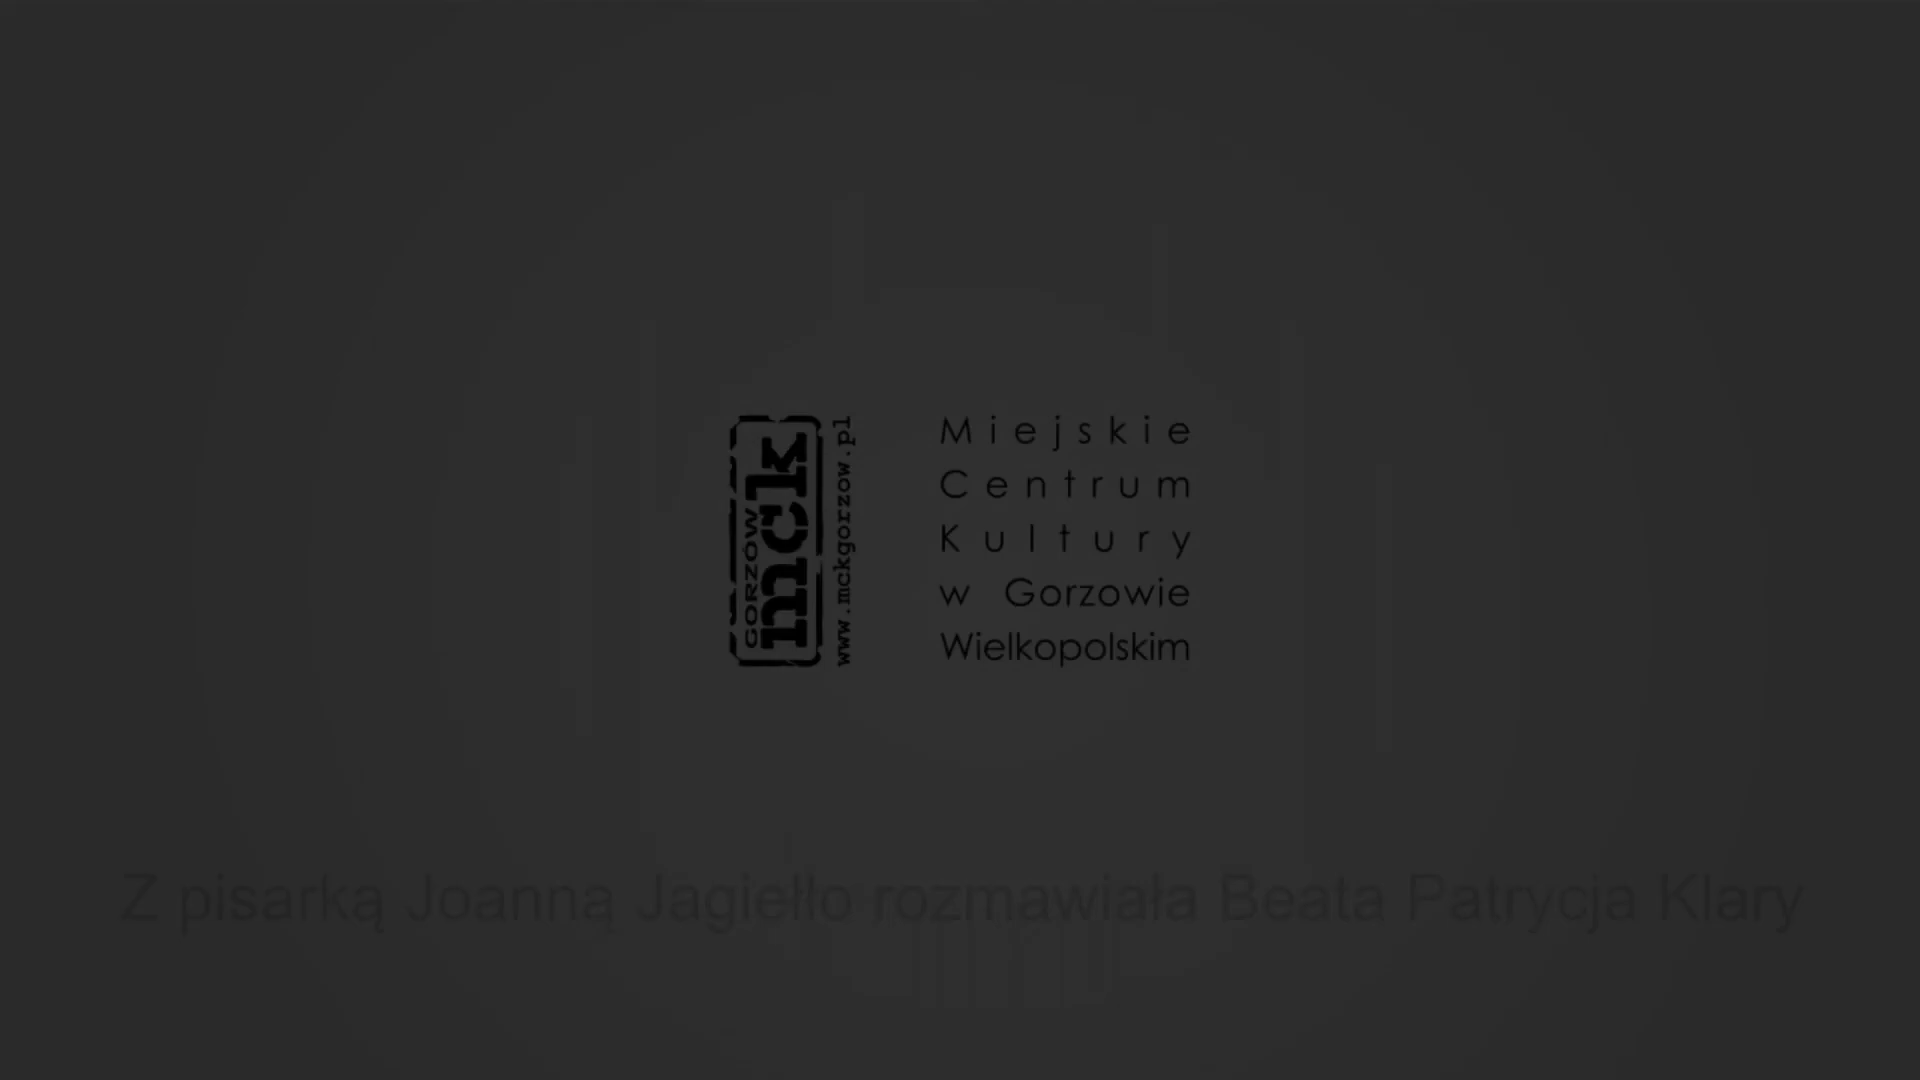 GORZÓW
mck
www.mckgorzow.pl
Miejskie
Centrum
Kultury
w Gorzowie
Wielkopolskim
Z pisarką Joanną Jagiełło rozmawiała Beata Patrycja Klary